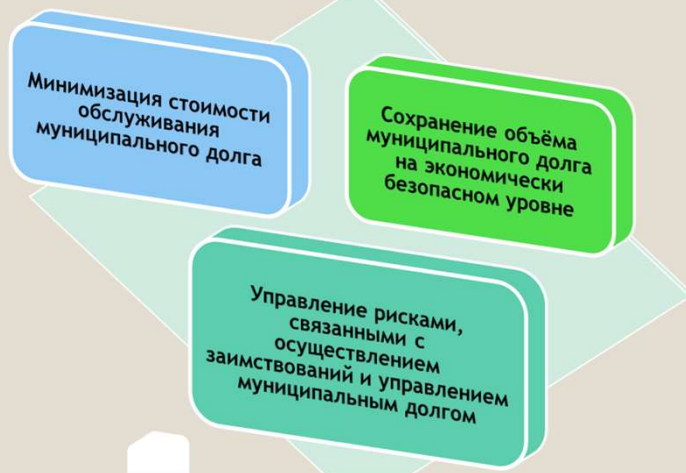 Минимизация стоимости
обслуживания
муниципального долга
Сохранение объёма
муниципального долга
на экономически
безопасном уровне
Управление рисками,
связанными с
осуществлением
заимствований и управлением
муниципальным долгом